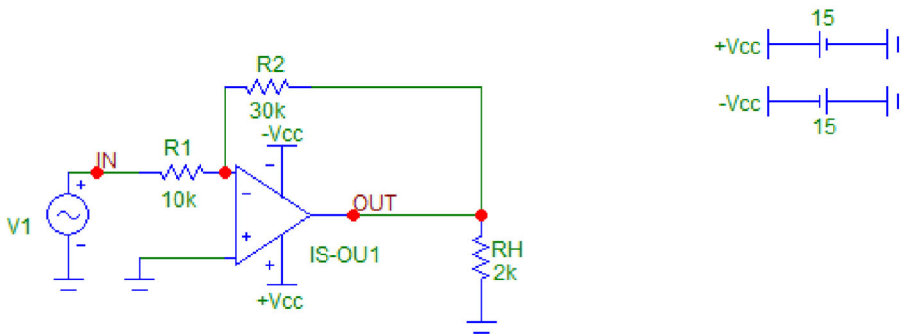 15
+Vcc
R2
30k
-Vcc
-Vcc
15
IN
R1
10k
V1
OUT
IS-OU1
RH
2k
+Vcc